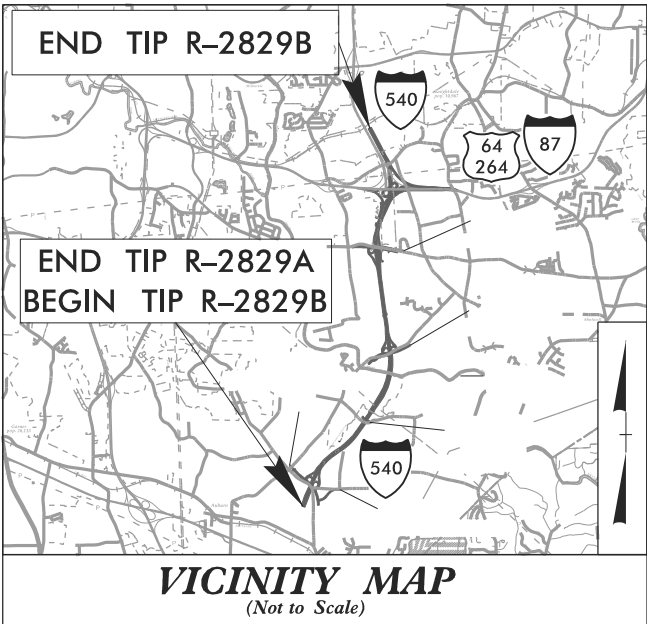 END TIP R–2829B
540
64
264
87
END TIP R–2829A
BEGIN TIP R–2829B
540
VICINITY MAP
(Not to Scale)